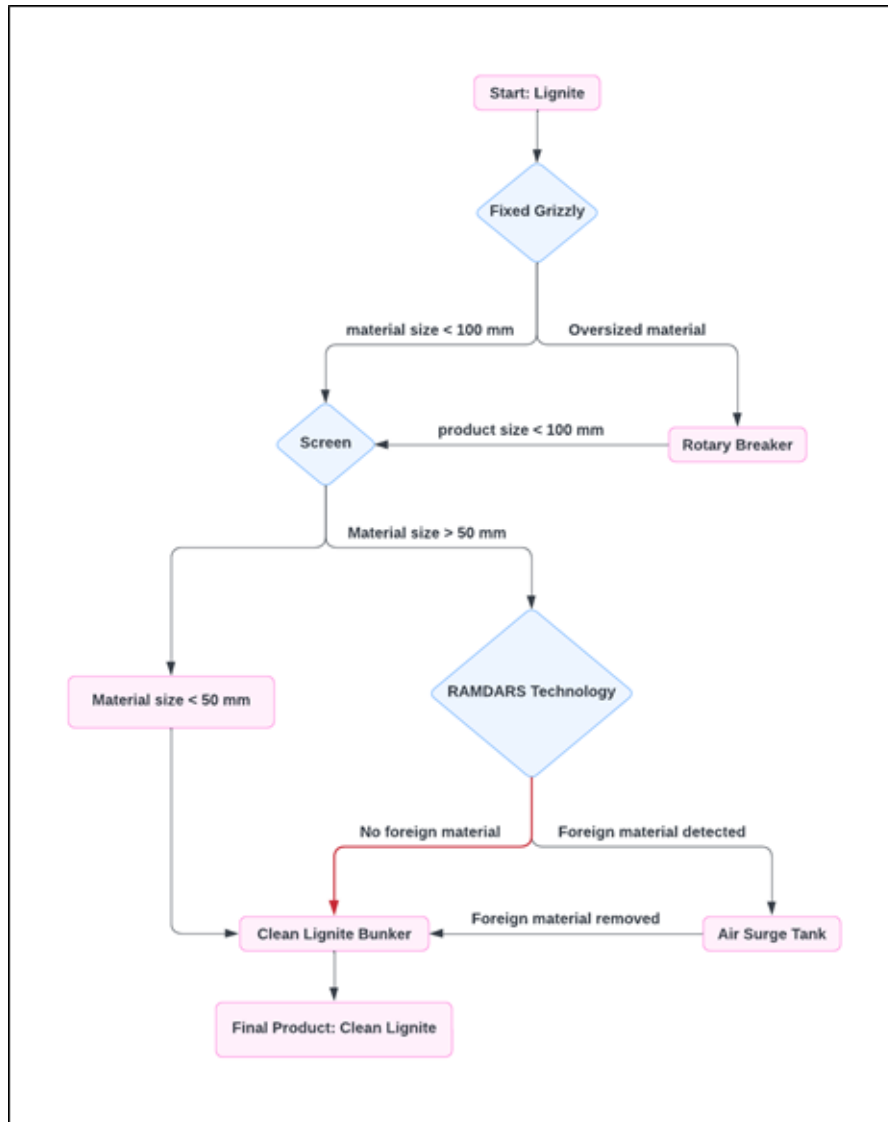 Start: Lignite
Fixed Grizzly
material size < 100 mm
Oversized material
Screen
product size < 100 mm
Rotary Breaker
Material size > 50 mm
Material size < 50 mm
RAMDARS Technology
No foreign material
Foreign material detected
Clean Lignite Bunker
Foreign material removed
Air Surge Tank
Final Product: Clean Lignite